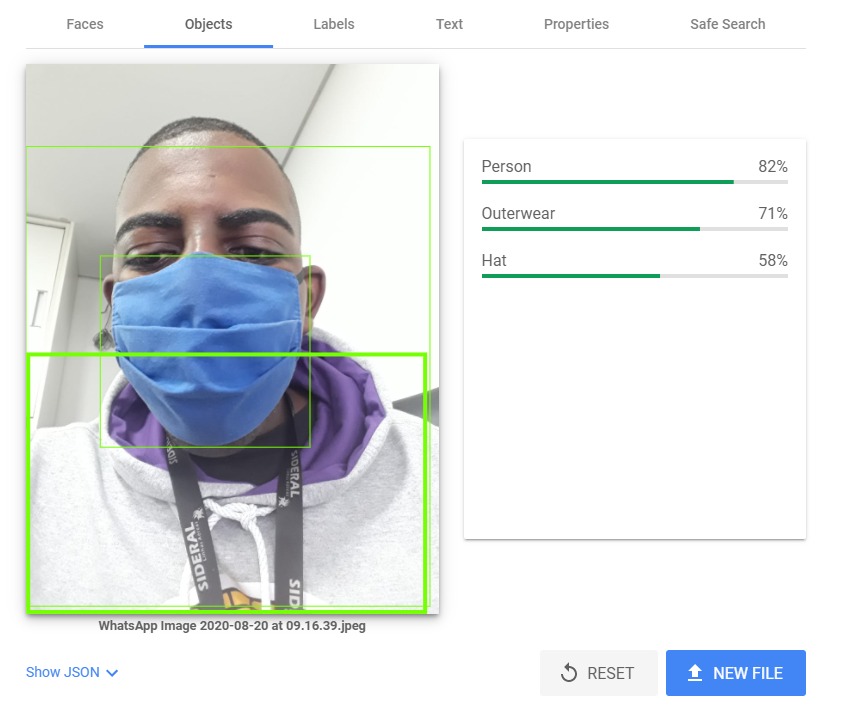 Faces
Objects
Labels
Text
Properties
Safe Search
Person
82%
Outerwear
71%
Hat
58%
SIDERAL
SIDERAL
SIDERAL
SID
WhatsApp Image 2020-08-20 at 09.16.39.jpeg
Show JSON
RESET
NEW FILE